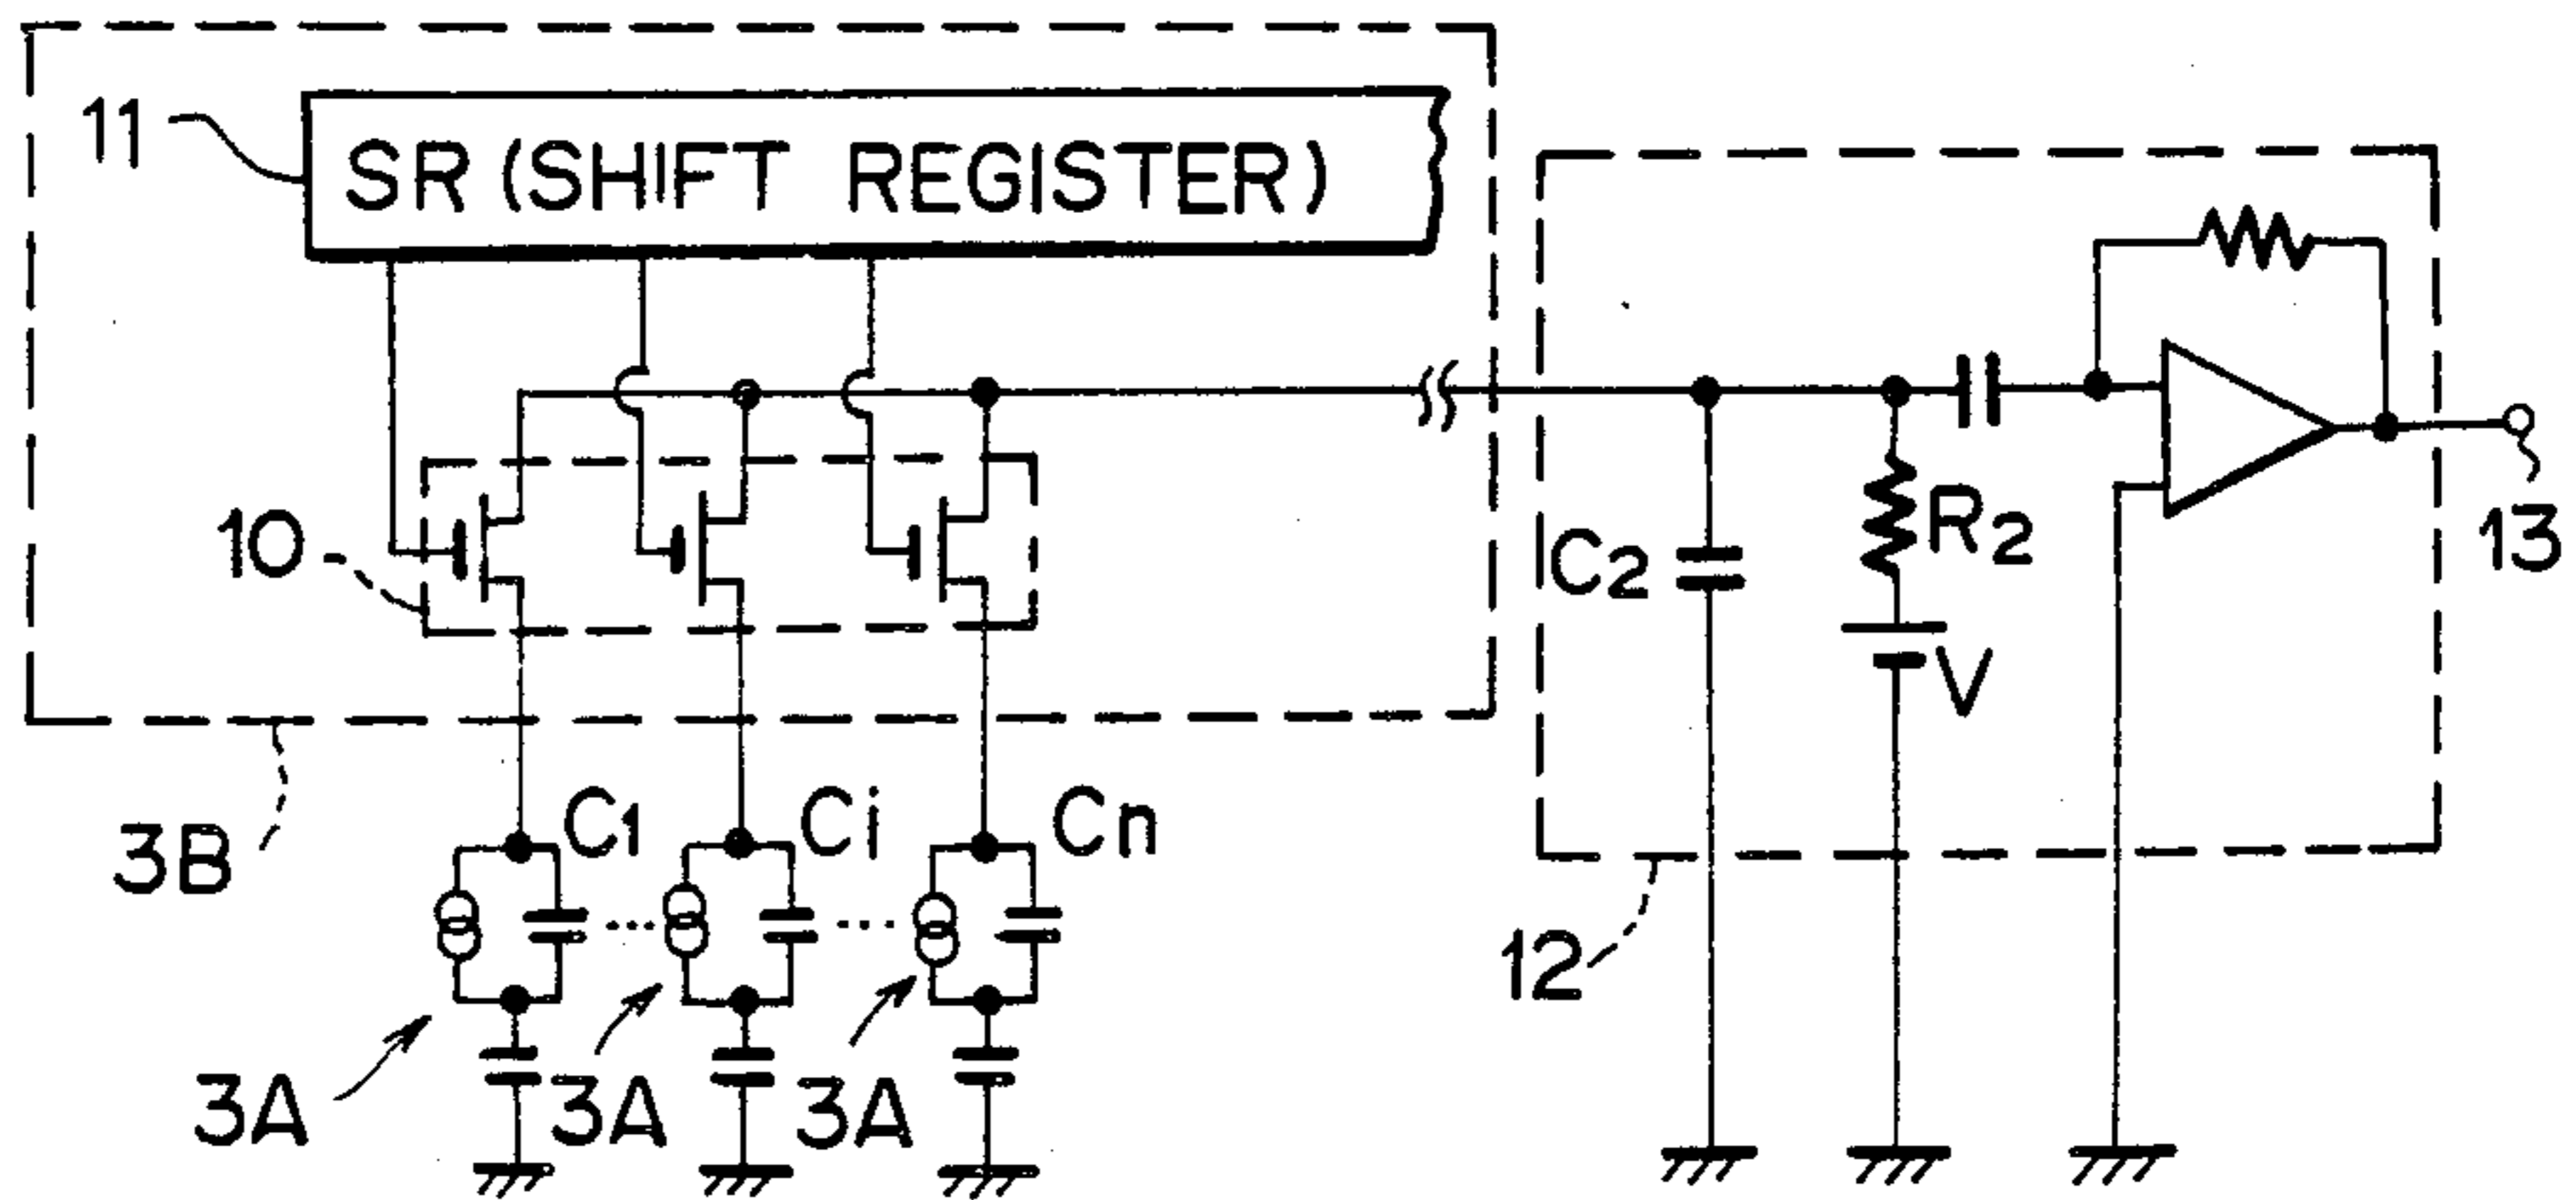 11
SR (SHIFT REGISTER)
10
C2
R2
V
13
3B
C1
Ci
Cn
12
3A
3A
3A